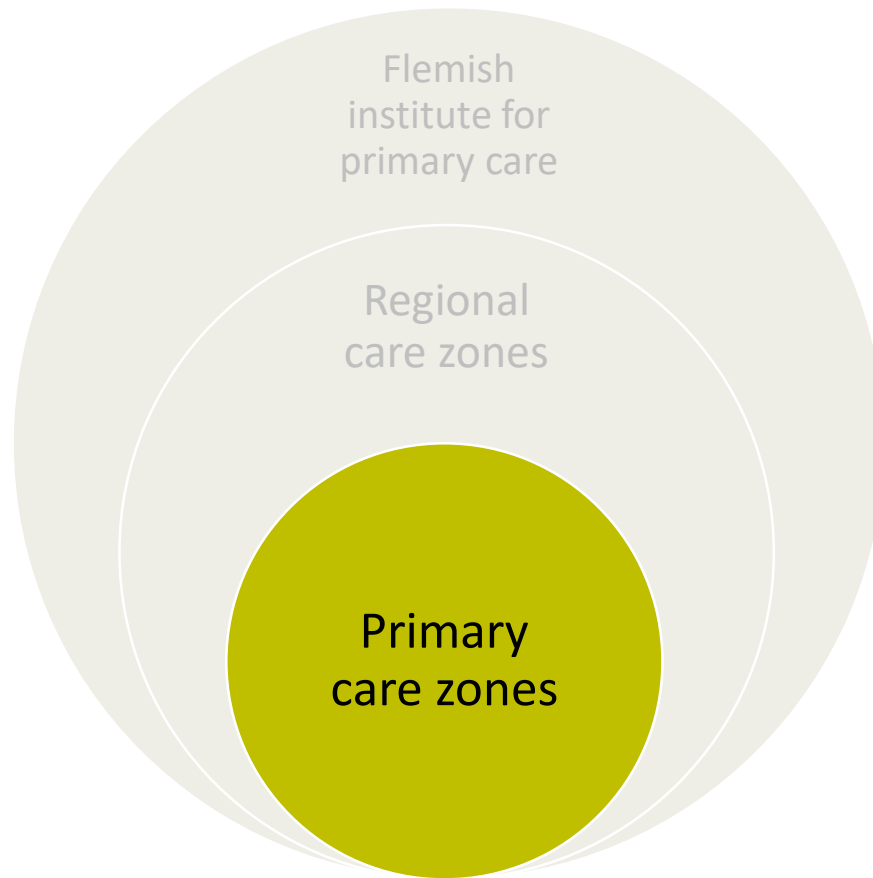 Flemish
institute for
primary care
Regional
care zones
Primary
care zones